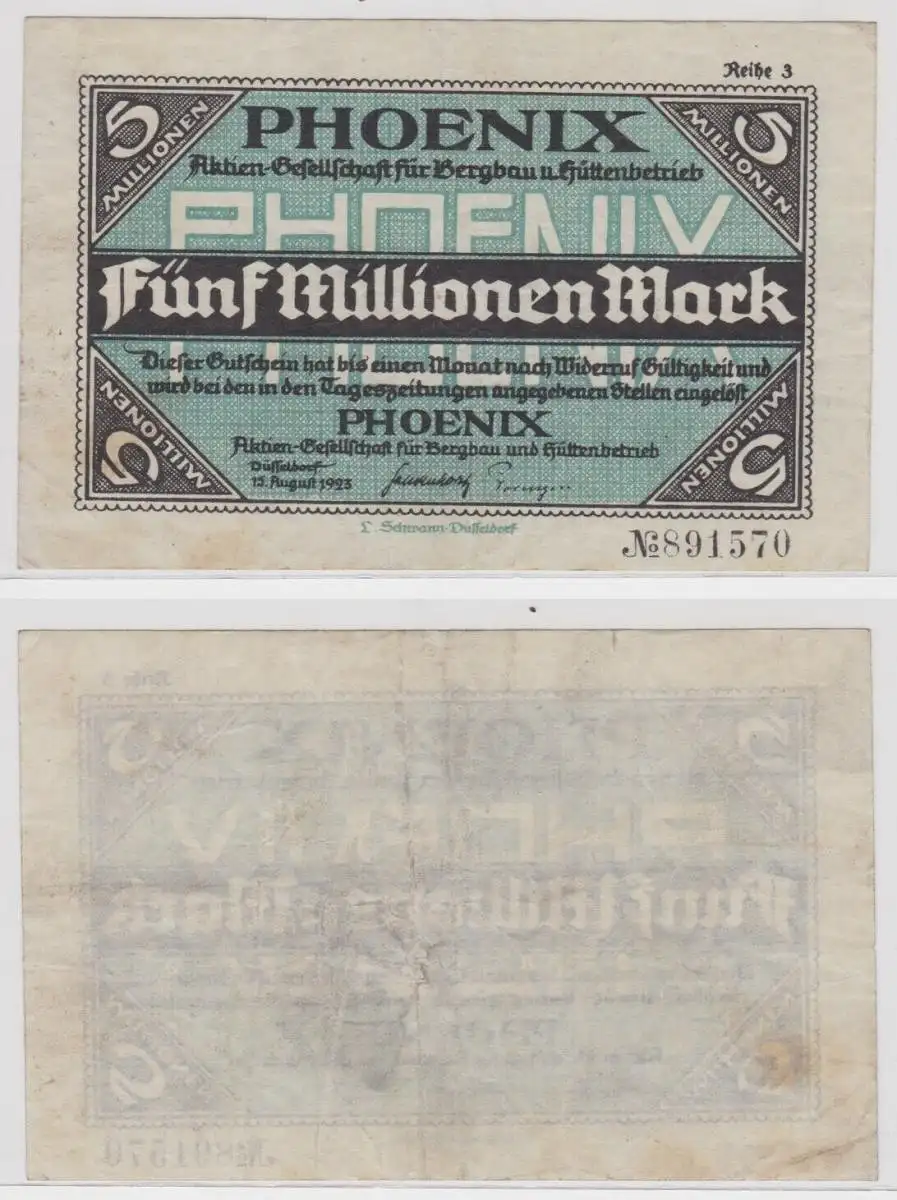 Reihe 3
5 MILLIONEN
5 MILLIONEN
PHOENIX
Aktien-Gesellschaft für Bergbau u. Hüttenbetrieb
PHOENIX
Fünf Millionen Mark
Dieser Gutschein hat bis einen Monat nach Widerruf Gültigkeit und
wird bei den in den Tageszeitungen angegebenen Stellen eingelöst
PHOENIX
Aktien-Gesellschaft für Bergbau und Hüttenbetrieb
Düsseldorf
15. August 1923
5 MILLIONEN
5 MILLIONEN
L. Schwann-Düsseldorf
№891570